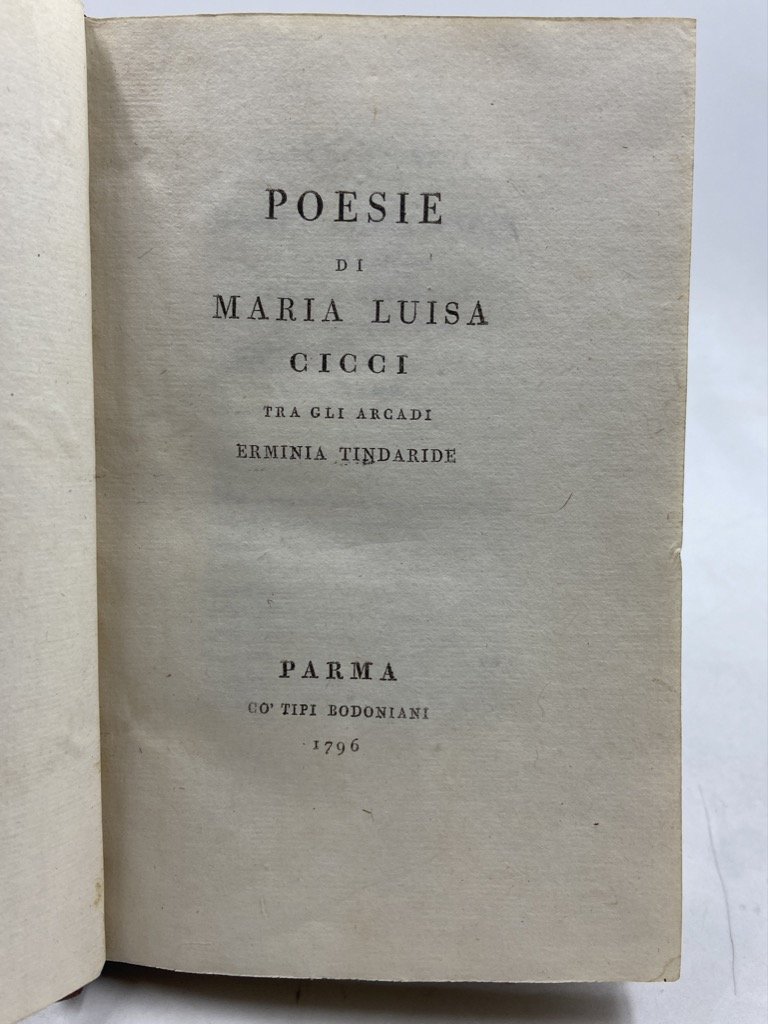 POESIE
DI
MARIA LUISA
CICCI
TRA GLI ARCADI
ERMINIA TINDARIDE
PARMA
CO' TIPI BODONIANI
1796